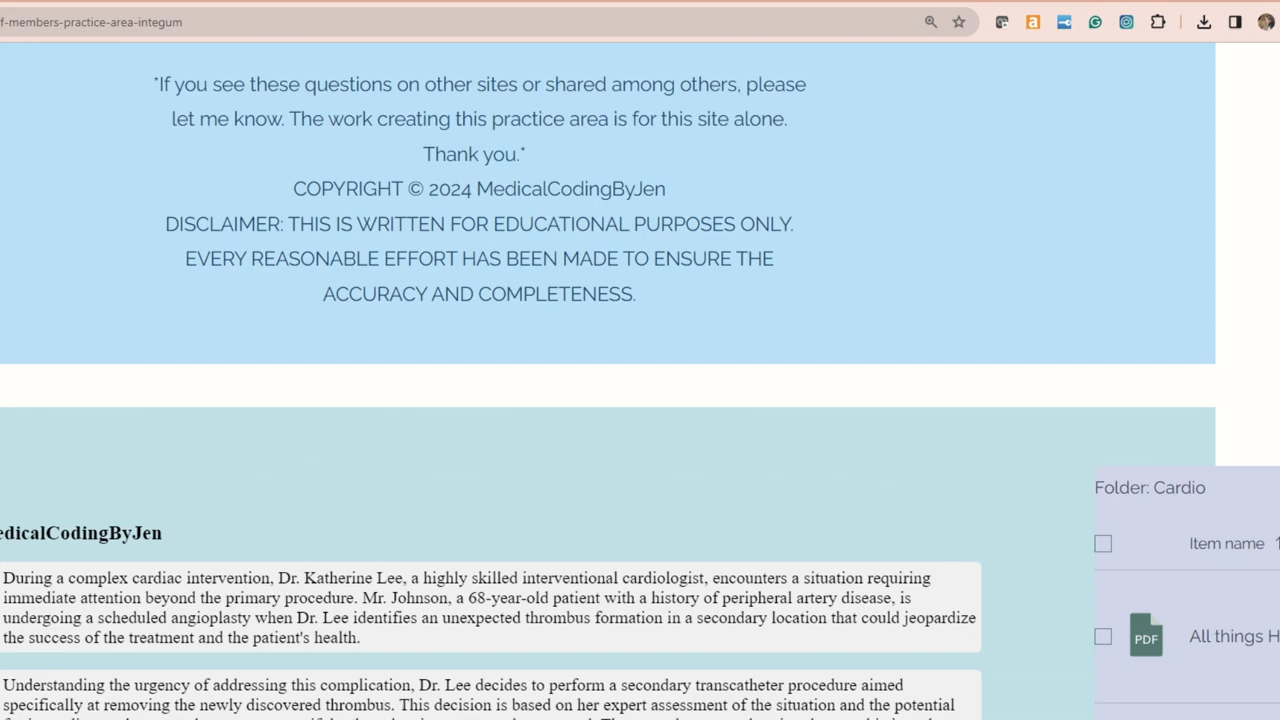 f-members-practice-area-integum
*If you see these questions on other sites or shared among others, please
let me know. The work creating this practice area is for this site alone.
Thank you.*
COPYRIGHT © 2024 MedicalCodingByJen
DISCLAIMER: THIS IS WRITTEN FOR EDUCATIONAL PURPOSES ONLY.
EVERY REASONABLE EFFORT HAS BEEN MADE TO ENSURE THE
ACCURACY AND COMPLETENESS.
edicalCodingByJen
During a complex cardiac intervention, Dr. Katherine Lee, a highly skilled interventional cardiologist, encounters a situation requiring
immediate attention beyond the primary procedure. Mr. Johnson, a 68-year-old patient with a history of peripheral artery disease, is
undergoing a scheduled angioplasty when Dr. Lee identifies an unexpected thrombus formation in a secondary location that could jeopardize
the success of the treatment and the patient's health.
Understanding the urgency of addressing this complication, Dr. Lee decides to perform a secondary transcatheter procedure aimed
specifically at removing the newly discovered thrombus. This decision is based on her expert assessment of the situation and the potential
Folder: Cardio
Item name
PDF
All things H